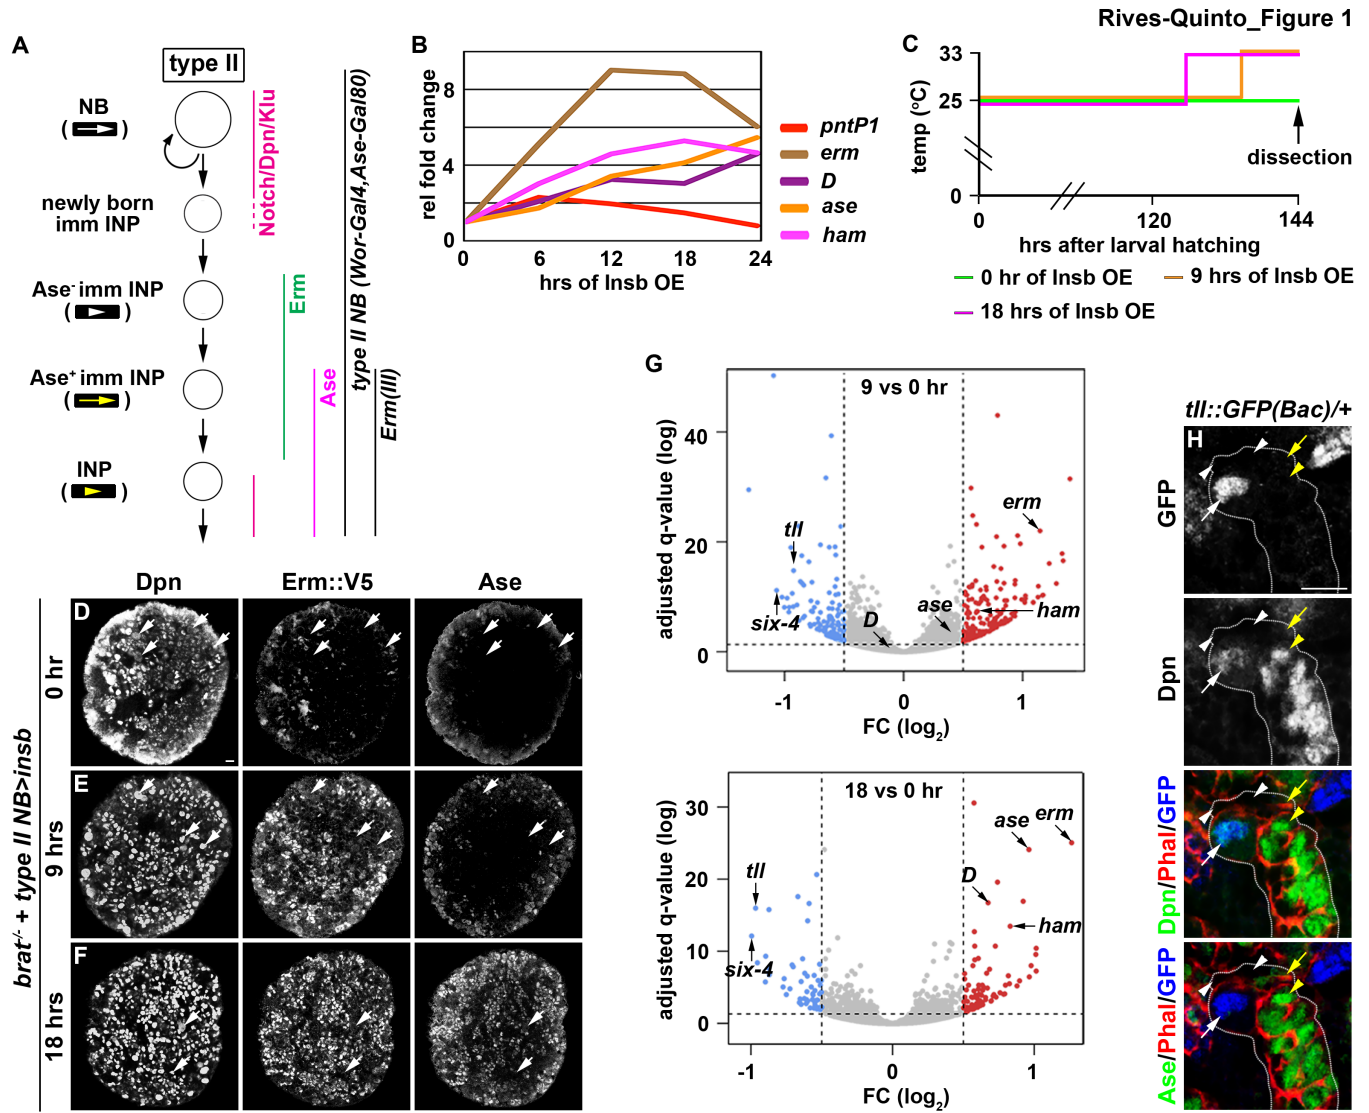 Rives-Quinto_Figure 1
A
type II
NB
( )
newly born
imm INP
Ase- imm INP
( )
Ase+ imm INP
( )
INP
( )
Notch/Dpn/Klu
Erm
Ase
type II NB (Wor-Gal4,Ase-Gal80)
Erm(III)
B
rel fold change
8
4
0
0 6 12 18 24
hrs of Insb OE
pntP1
erm
D
ase
ham
C
temp (°C)
33
25
0
0 120 144
dissection
hrs after larval hatching
0 hr of Insb OE
9 hrs of Insb OE
18 hrs of Insb OE
Dpn Erm::V5 Ase
brat-/- + type II NB>insb
D
0 hr
E
9 hrs
F
18 hrs
G
9 vs 0 hr
adjusted q-value (log)
40
20
0
tll
six-4
D
ase
erm
ham
-1 0 1
FC (log2)
18 vs 0 hr
adjusted q-value (log)
30
20
10
0
tll
six-4
D
ase
erm
ham
-1 0 1
FC (log2)
tll::GFP(Bac)/+
H
GFP
Dpn
Dpn/Phal/GFP
Ase/Phal/GFP